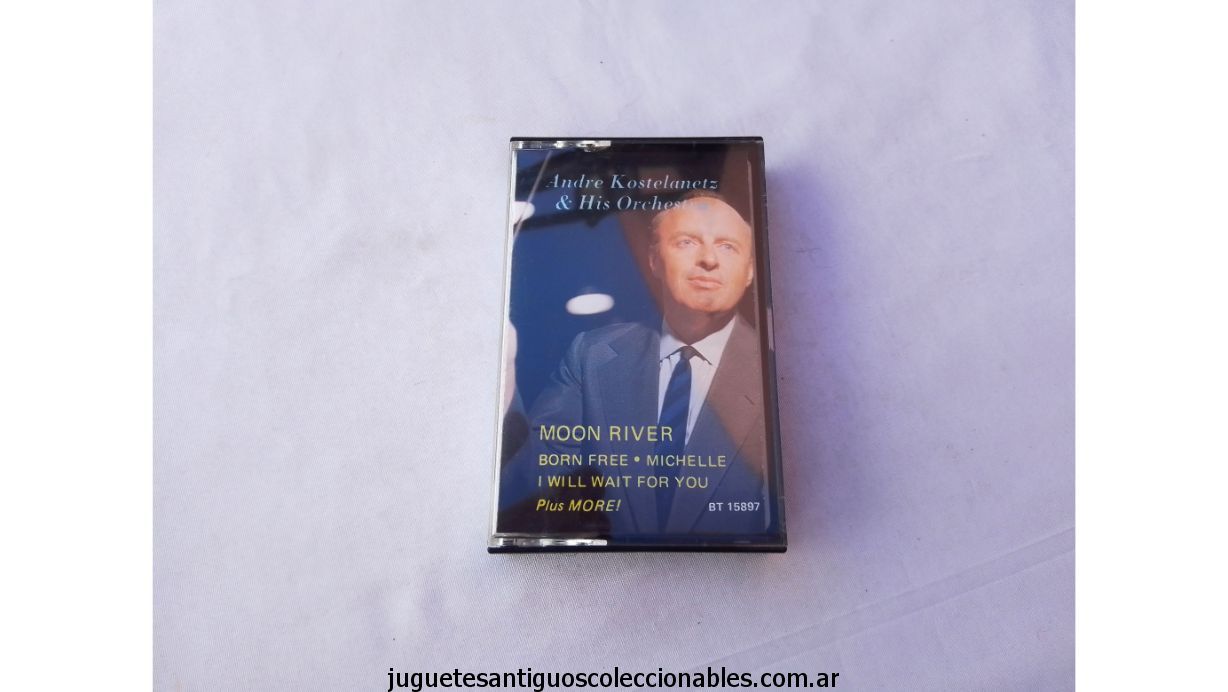 Andre Kostelanetz
& His Orchestra
MOON RIVER
BORN FREE • MICHELLE
I WILL WAIT FOR YOU
Plus MORE!
BT 15897
juguetesantiguoscoleccionables.com.ar